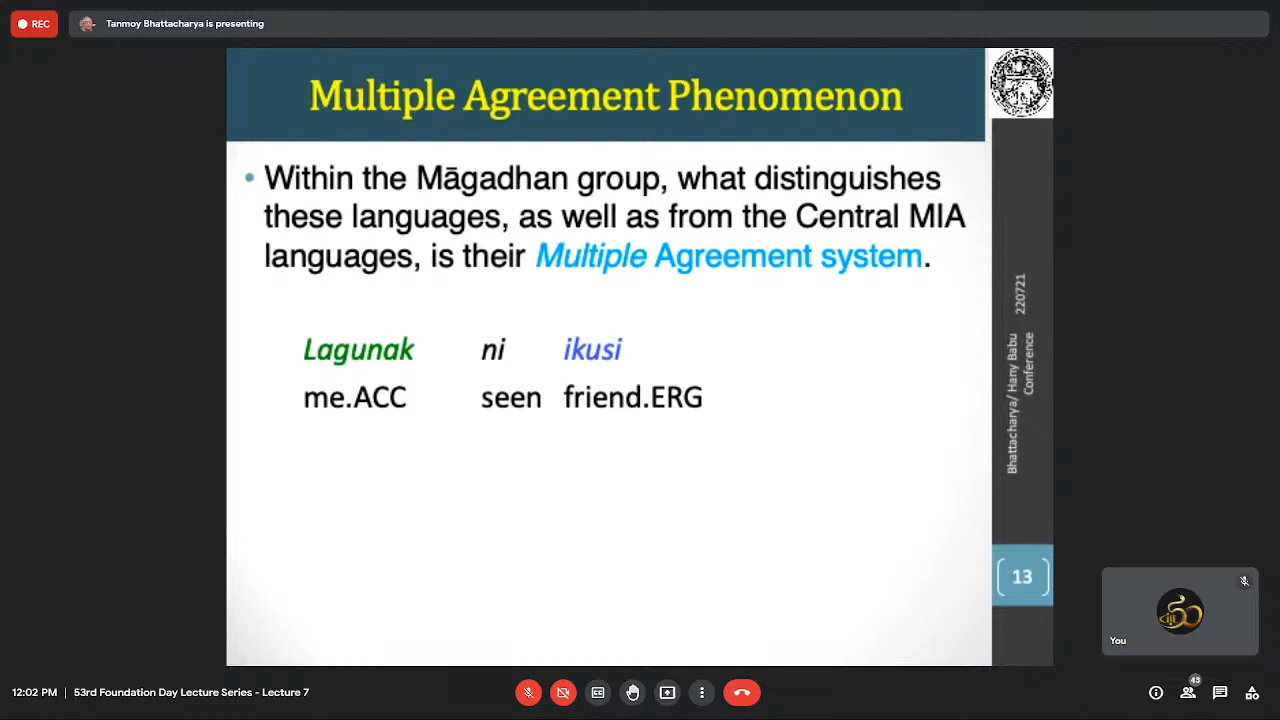 REC
Tanmoy Bhattacharya is presenting
Multiple Agreement Phenomenon
• Within the Māgadhan group, what distinguishes
these languages, as well as from the Central MIA
languages, is their Multiple Agreement system.
Lagunak ni ikusi
me.ACC seen friend.ERG
Bhattacharya/ Hany Babu 220721
Conference
13
You
12:02 PM | 53rd Foundation Day Lecture Series - Lecture 7
43